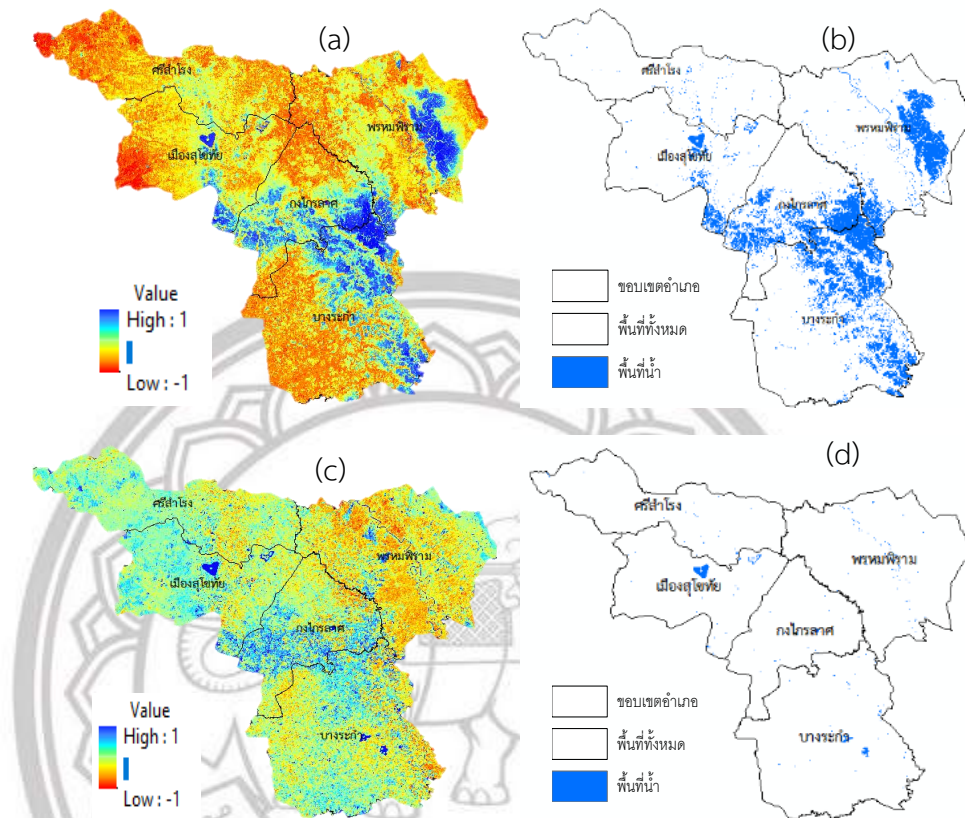 (a)
ศรีสำโรง
พรหมพิราม
เมืองสุโขทัย
กงไกรลาศ
บางระกำ
Value
High : 1
Low : -1
(b)
ศรีสำโรง
พรหมพิราม
เมืองสุโขทัย
กงไกรลาศ
บางระกำ
ขอบเขตอำเภอ
พื้นที่ทั้งหมด
พื้นที่น้ำ
(c)
ศรีสำโรง
พรหมพิราม
เมืองสุโขทัย
กงไกรลาศ
บางระกำ
Value
High : 1
Low : -1
(d)
ศรีสำโรง
พรหมพิราม
เมืองสุโขทัย
กงไกรลาศ
บางระกำ
ขอบเขตอำเภอ
พื้นที่ทั้งหมด
พื้นที่น้ำ